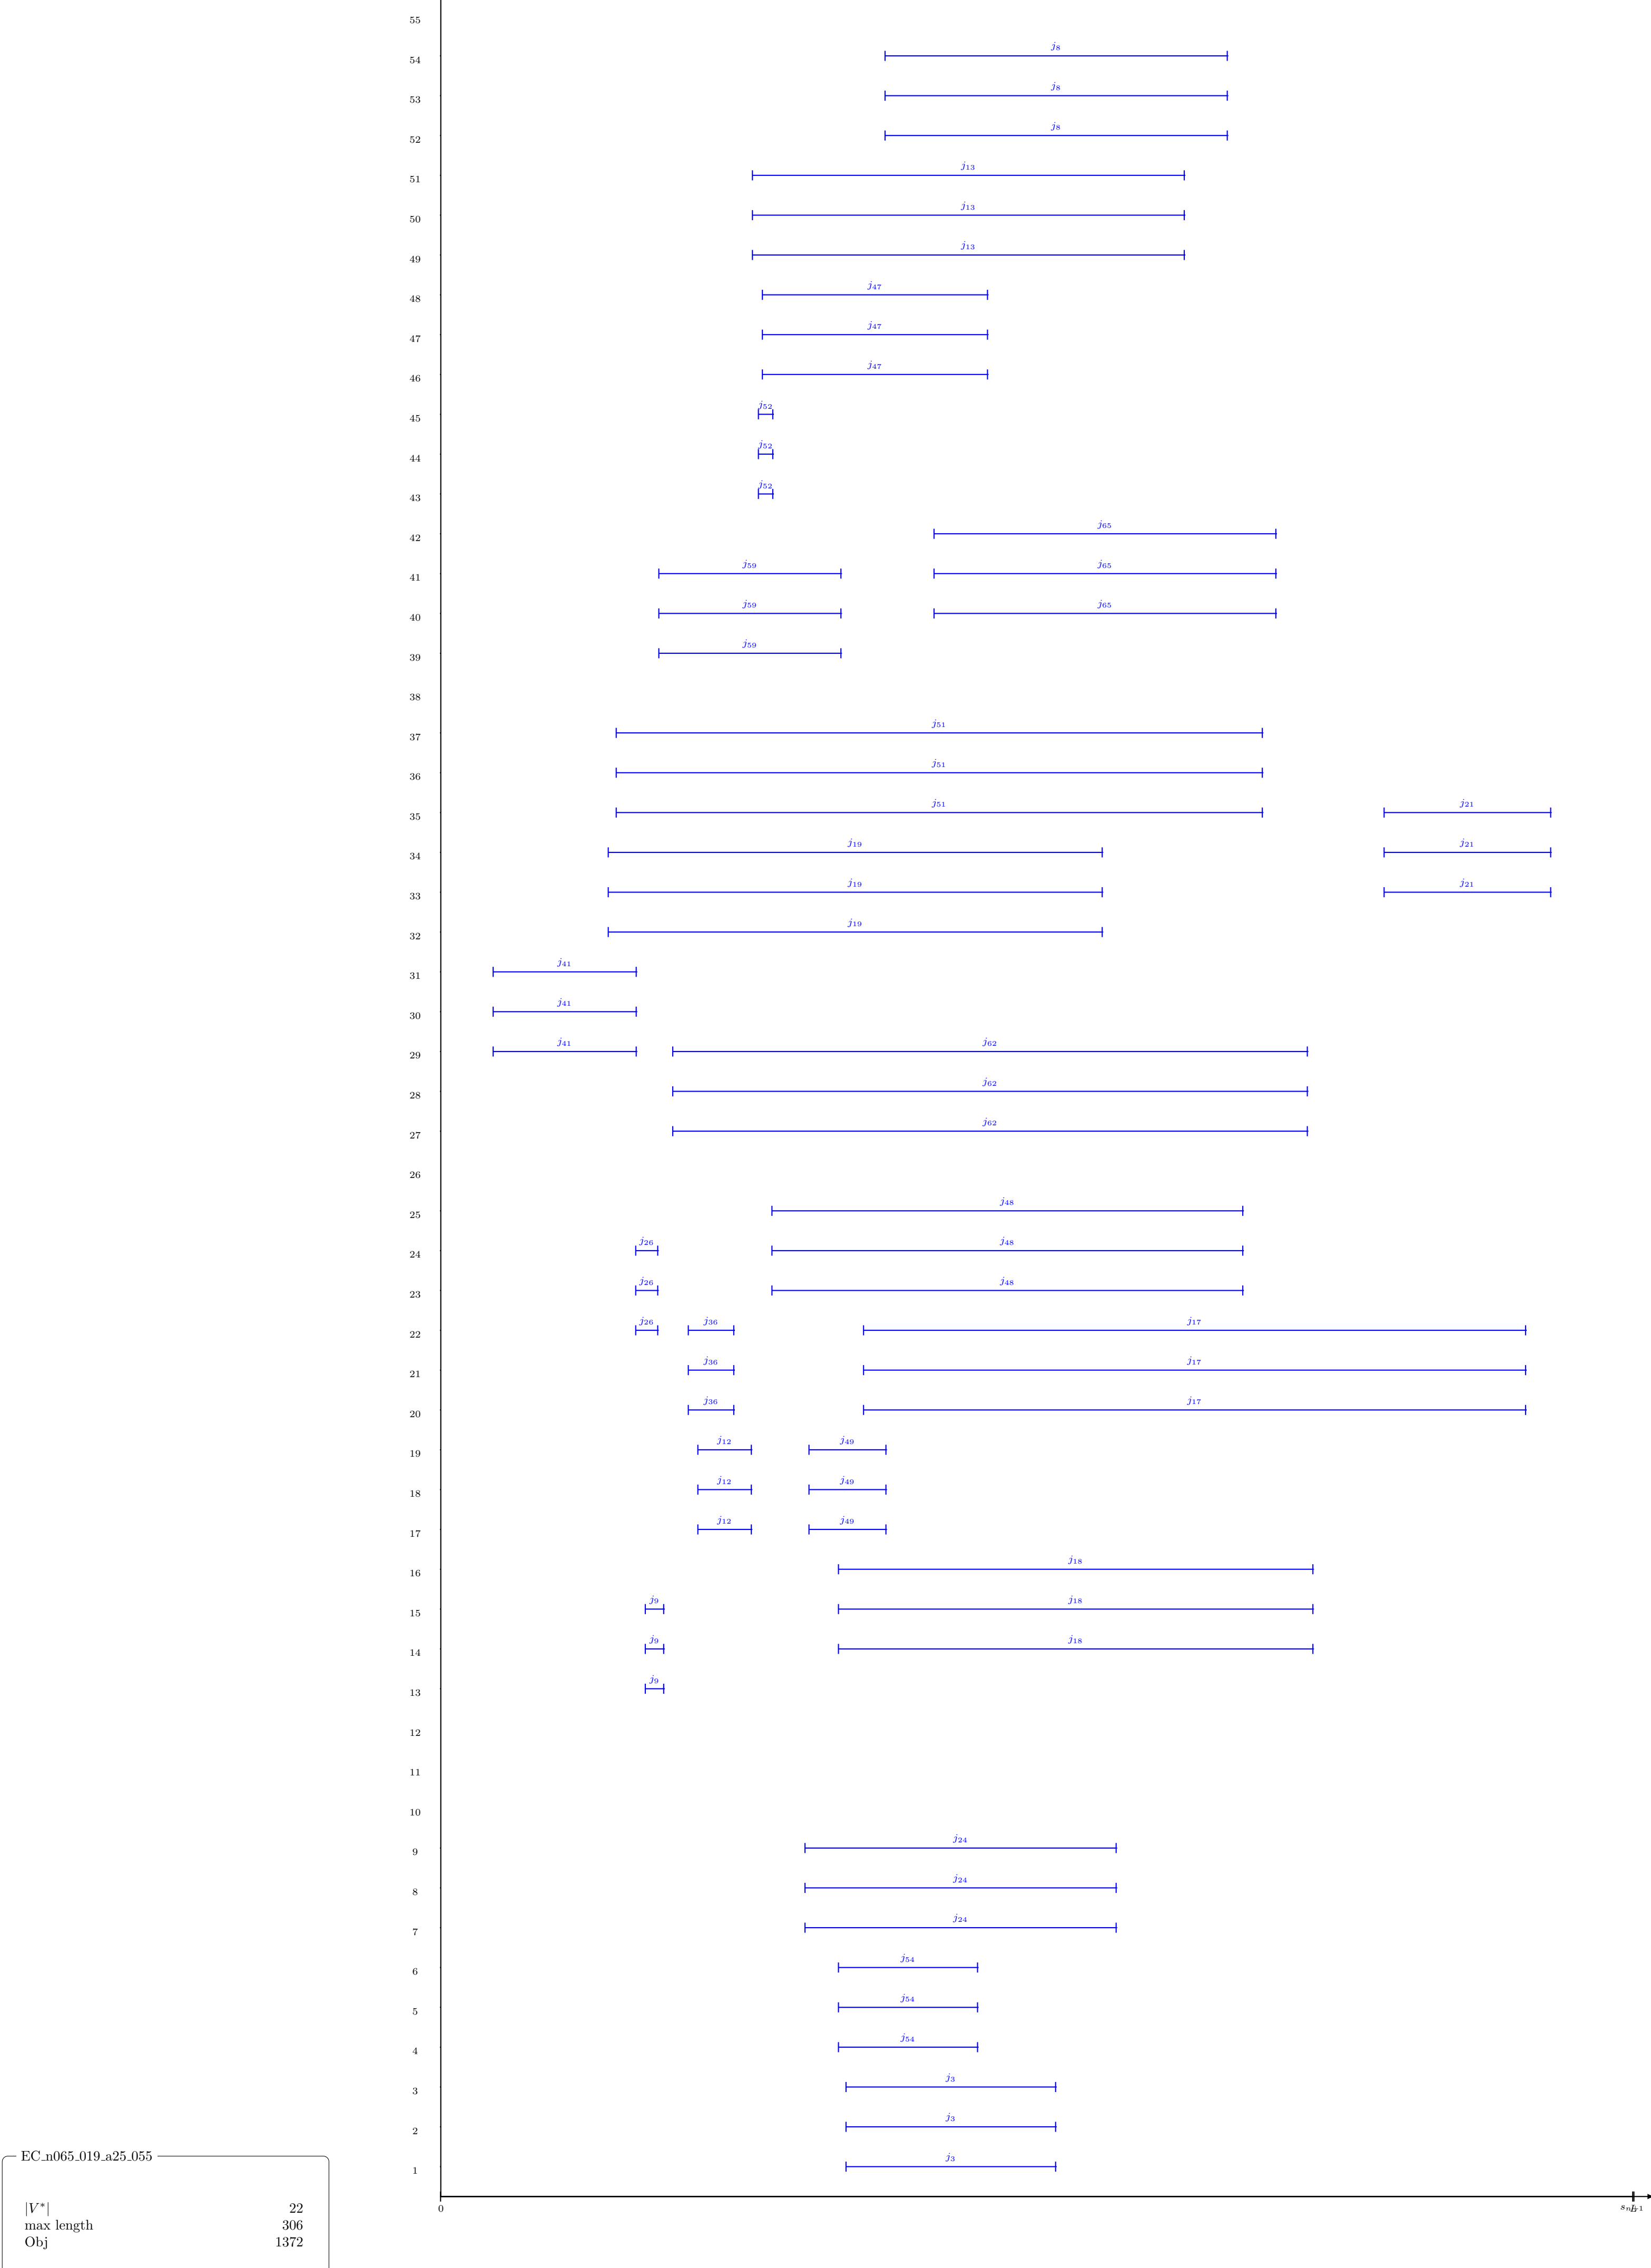 55
j8
54
j8
53
j8
52
j13
51
j13
50
j13
49
j47
48
j47
47
j47
46
j52
45
j52
44
j52
43
j65
42
j59 j65
41
j59 j65
40
j59
39
38
j51
37
j51
36
j51 j21
35
j19 j21
34
j19 j21
33
j19
32
j41
31
j41
30
j41 j62
29
j62
28
j62
27
26
j48
25
j26 j48
24
j26 j48
23
j26 j36 j17
22
j36 j17
21
j36 j17
20
j12 j49
19
j12 j49
18
j12 j49
17
j18
16
j9 j18
15
j9 j18
14
j9
13
12
11
10
j24
9
j24
8
j24
7
j54
6
j54
5
j54
4
j3
3
j3
2
j3
1
0
EC_n065_019_a25_055
|V*| 22
max length 306
Obj 1372